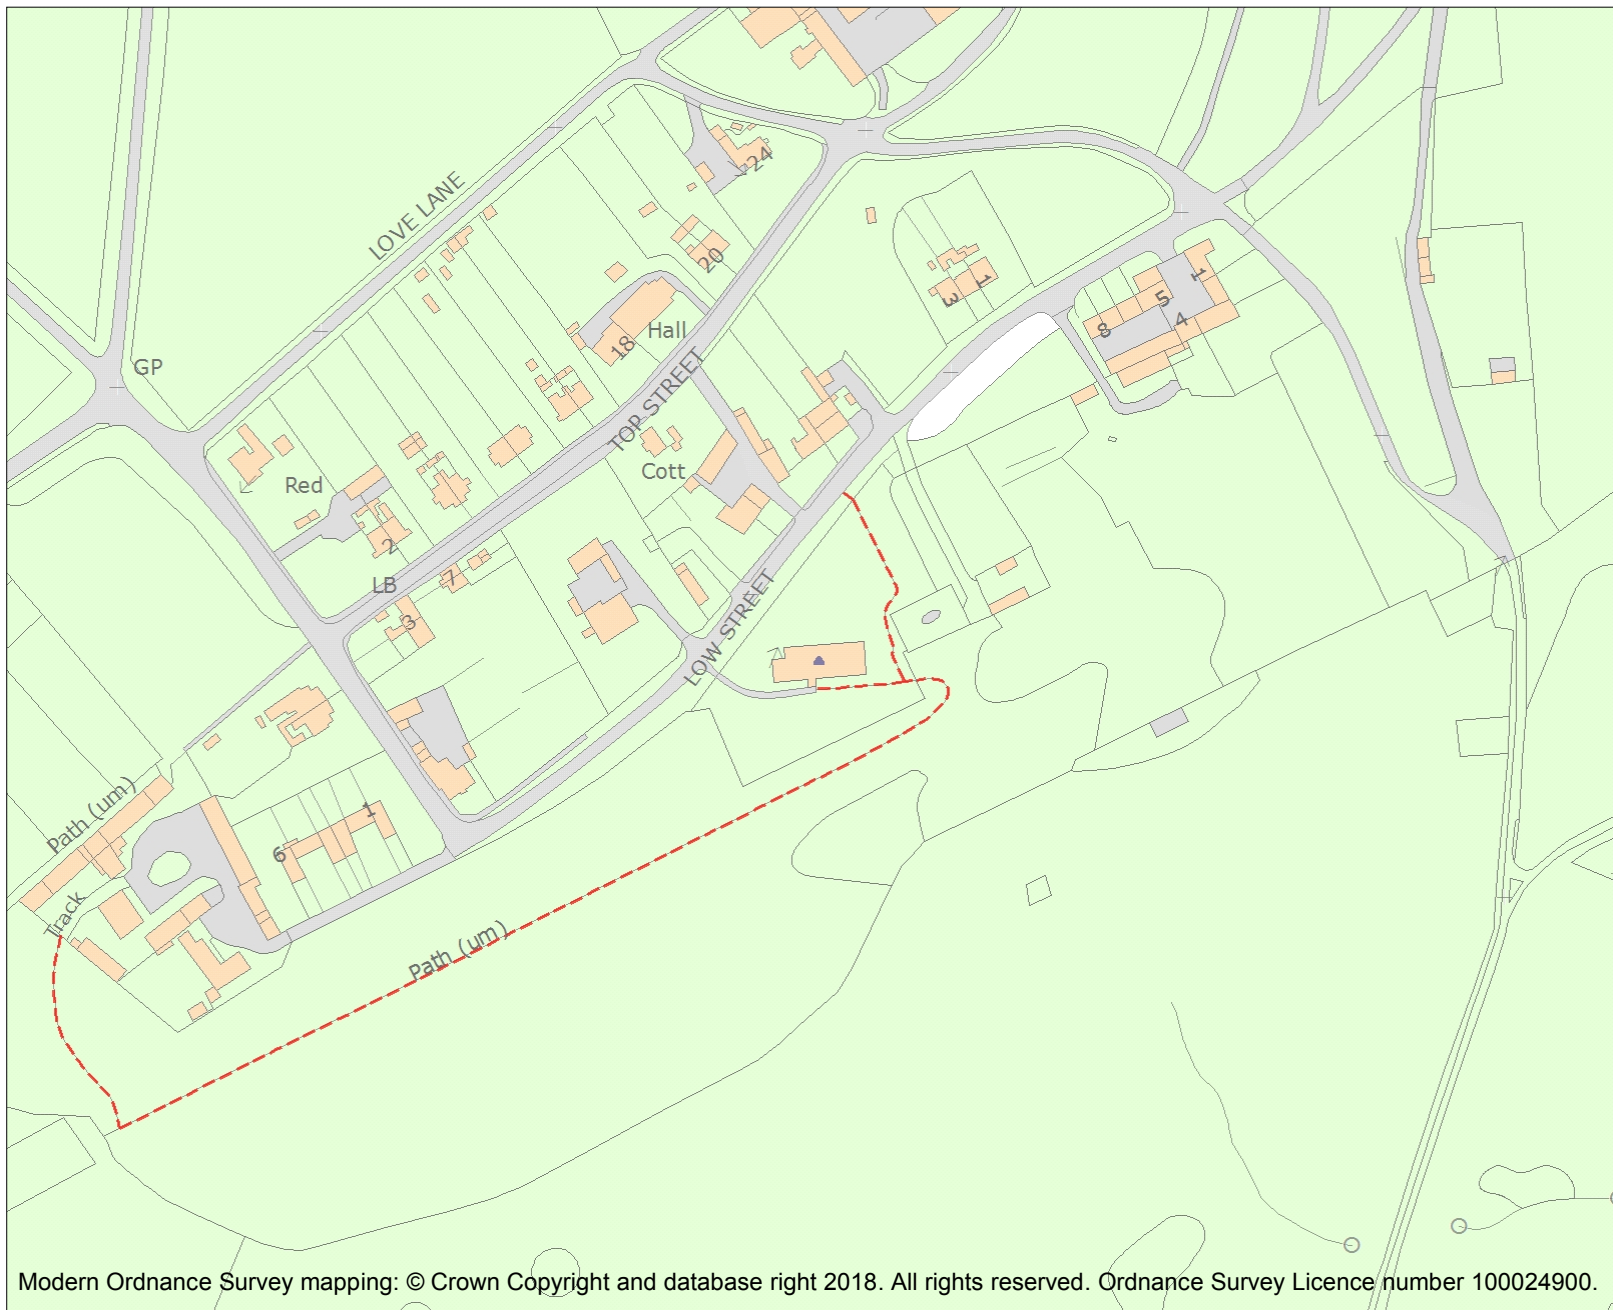 24
LOVE LANE
20
1
3
1
5
4
8
Hall
18
GP
TOP STREET
Cott
Red
2
LB
7
3
LOW STREET
Path (um)
1
6
Track
Path (um)
Modern Ordnance Survey mapping: © Crown Copyright and database right 2018. All rights reserved. Ordnance Survey Licence number 100024900.